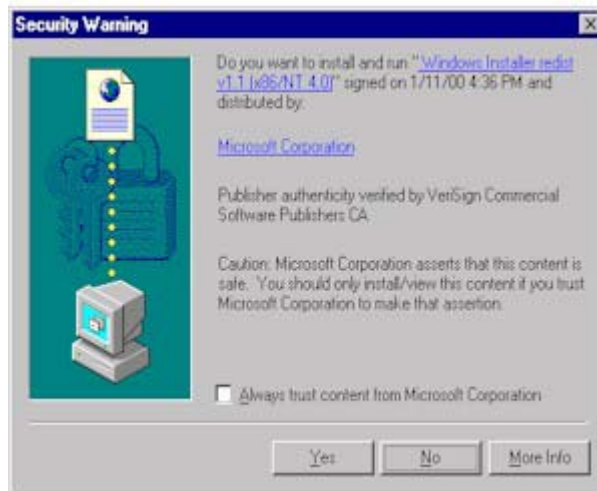 Security Warning
Do you want to install and run "Windows Installer redist
v1.1 (x86/NT 4.0)" signed on 1/11/00 4:36 PM and
distributed by:
Microsoft Corporation
Publisher authenticity verified by VeriSign Commercial
Software Publishers CA
Caution: Microsoft Corporation asserts that this content is
safe. You should only install/view this content if you trust
Microsoft Corporation to make that assertion.
Always trust content from Microsoft Corporation
Yes
No
More Info